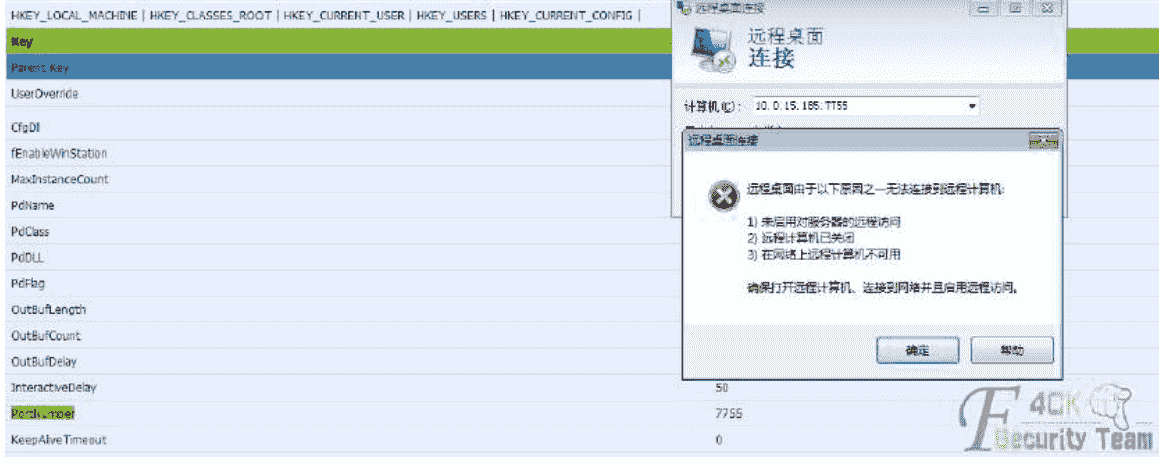 HKEY_LOCAL_MACHINE | HKEY_CLASSES_ROOT | HKEY_CURRENT_USER | HKEY_USERS | HKEY_CURRENT_CONFIG |
Key
Parent Key
UserOverride
CfgDll
fEnableWinStation
MaxInstanceCount
PdName
PdClass
PdDLL
PdFlag
OutBufLength
OutBufCount
OutBufDelay
InteractiveDelay 50
PortNumber 7755
KeepAliveTimeout 0
远程桌面连接
远程桌面
连接
计算机(C): 10.0.15.185:7755
远程桌面连接
远程桌面由于以下原因之一无法连接到远程计算机:
1) 未启用对服务器的远程访问
2) 远程计算机已关闭
3) 在网络上远程计算机不可用
确保打开远程计算机、连接到网络并且启用远程访问。
确定 帮助
F4CK
Security Team